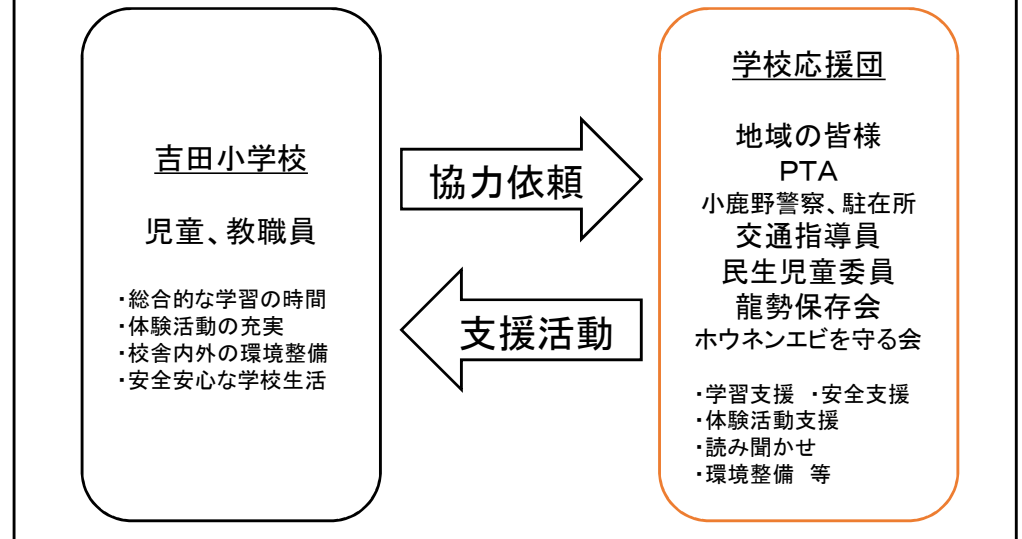 吉田小学校
児童、教職員
・総合的な学習の時間
・体験活動の充実
・校舎内外の環境整備
・安全安心な学校生活
協力依頼
支援活動
学校応援団
地域の皆様
PTA
小鹿野警察、駐在所
交通指導員
民生児童委員
龍勢保存会
ホウネンエビを守る会
・学習支援 ・安全支援
・体験活動支援
・読み聞かせ
・環境整備 等